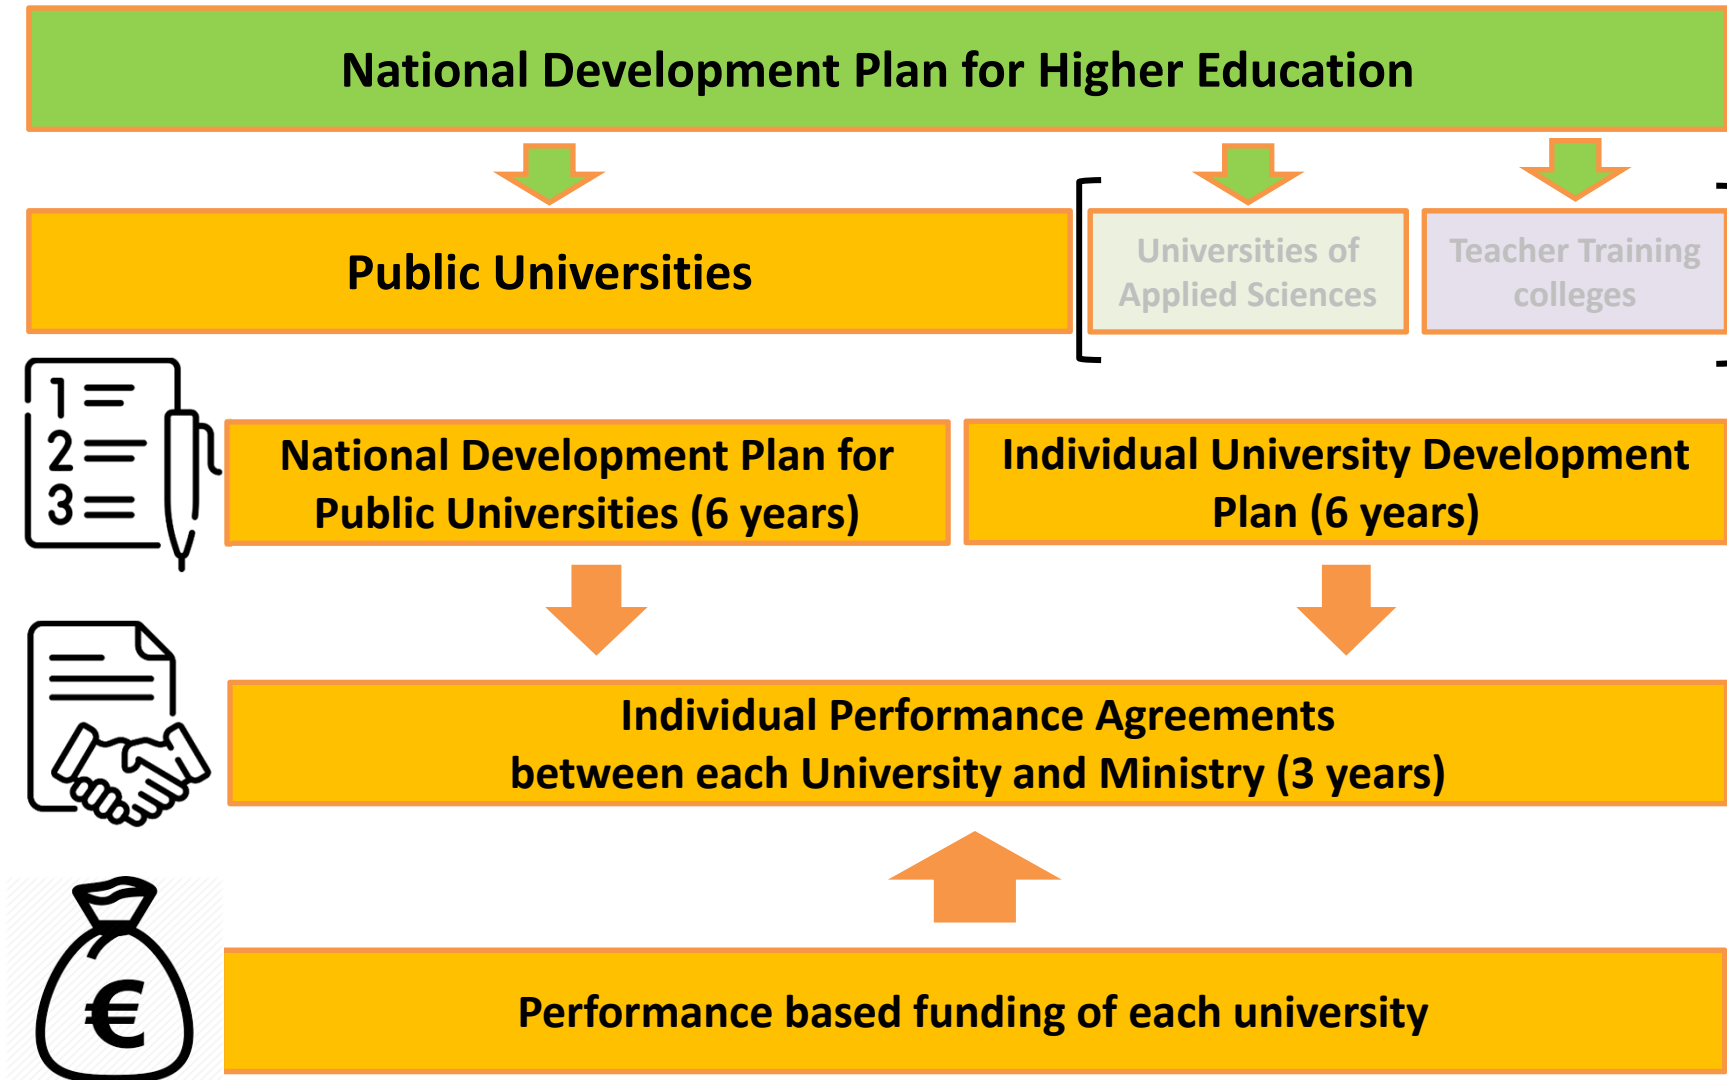 National Development Plan for Higher Education
Public Universities
Universities of
Applied Sciences
Teacher Training
colleges
1
2
3
National Development Plan for
Public Universities (6 years)
Individual University Development
Plan (6 years)
Individual Performance Agreements
between each University and Ministry (3 years)
€
Performance based funding of each university